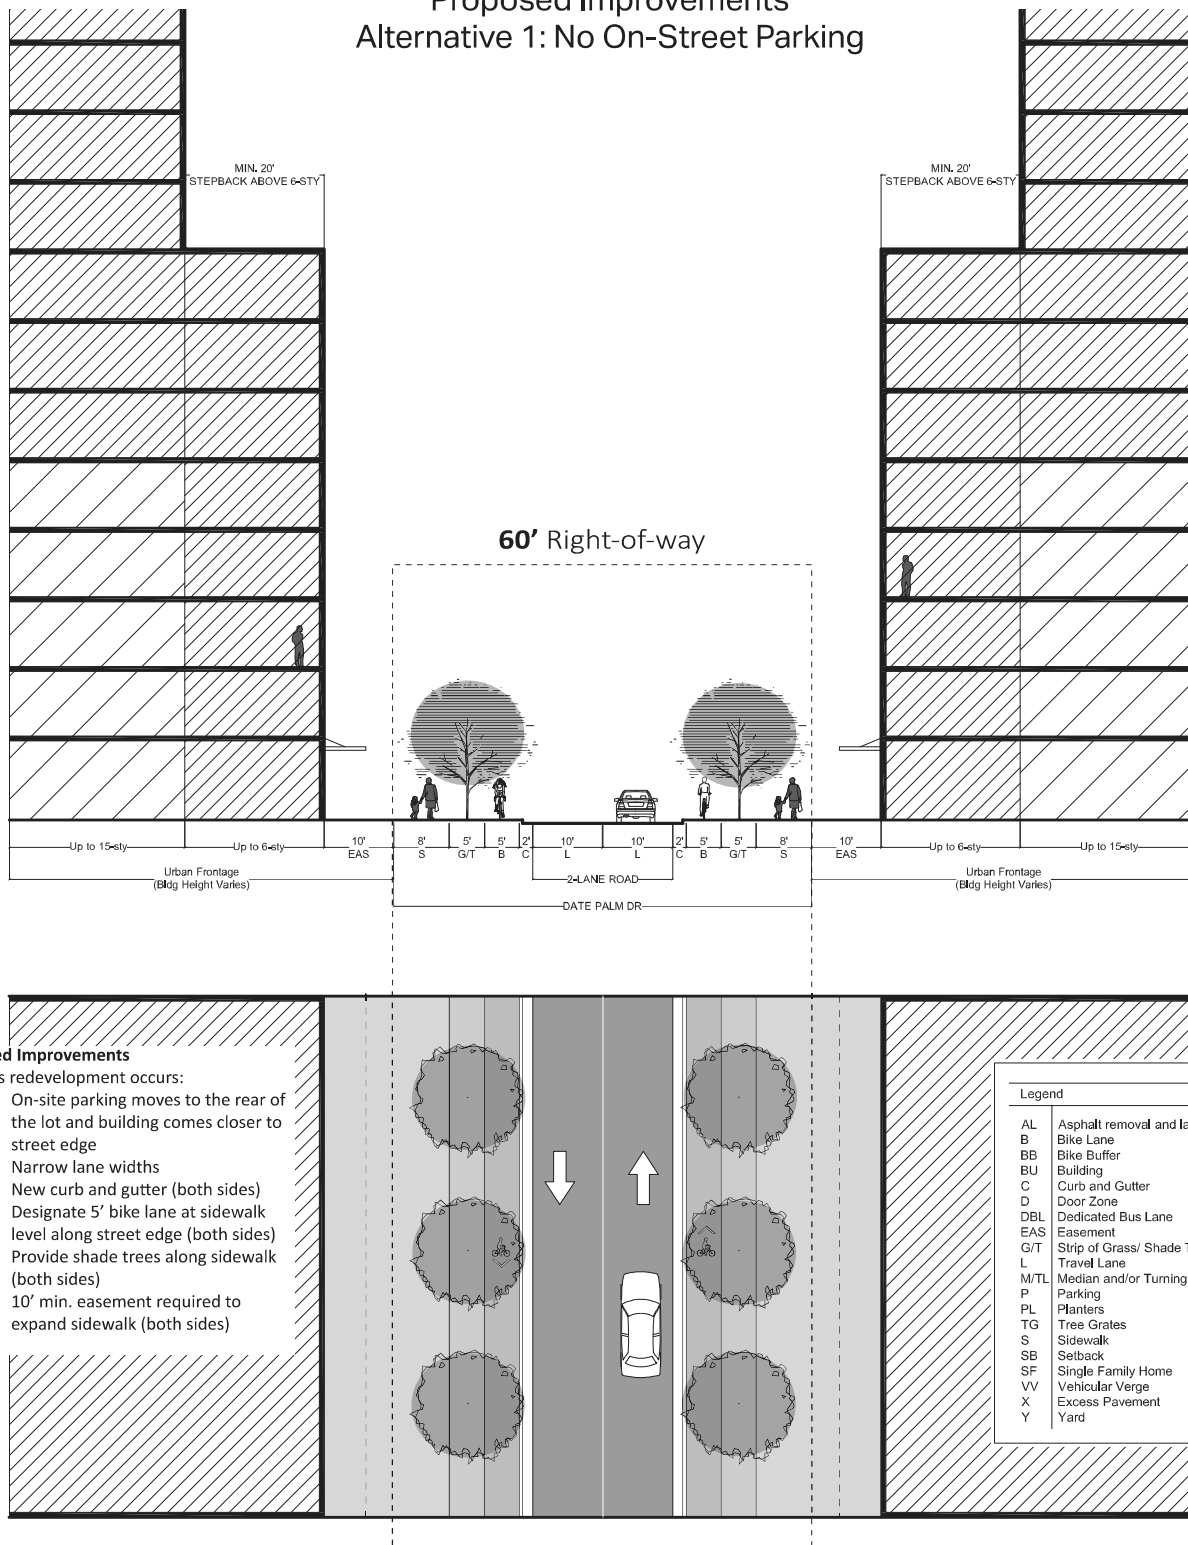 Proposed Improvements
Alternative 1: No On-Street Parking
MIN. 20'
STEPBACK ABOVE 6-STY
MIN. 20'
STEPBACK ABOVE 6-STY
60’ Right-of-way
Up to 15-sty
Up to 6-sty
10'
EAS
8'
S
5'
G/T
5'
B
2'
C
10'
L
10'
L
2'
C
5'
B
5'
G/T
8'
S
10'
EAS
Up to 6-sty
Up to 15-sty
Urban Frontage
(Bldg Height Varies)
2-LANE ROAD
Urban Frontage
(Bldg Height Varies)
DATE PALM DR
ed Improvements
s redevelopment occurs:
On-site parking moves to the rear of
the lot and building comes closer to
street edge
Narrow lane widths
New curb and gutter (both sides)
Designate 5’ bike lane at sidewalk
level along street edge (both sides)
Provide shade trees along sidewalk
(both sides)
10’ min. easement required to
expand sidewalk (both sides)
Legend
AL Asphalt removal and la
B Bike Lane
BB Bike Buffer
BU Building
C Curb and Gutter
D Door Zone
DBL Dedicated Bus Lane
EAS Easement
G/T Strip of Grass/ Shade T
L Travel Lane
M/TL Median and/or Turning
P Parking
PL Planters
TG Tree Grates
S Sidewalk
SB Setback
SF Single Family Home
VV Vehicular Verge
X Excess Pavement
Y Yard